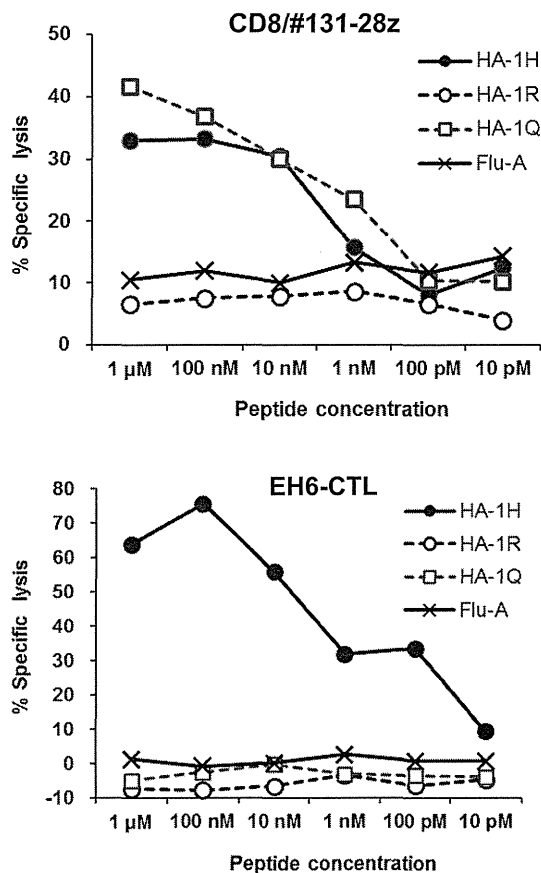 CD8/#131-28z
50
40
30
20
10
0
% Specific lysis
HA-1H
HA-1R
HA-1Q
Flu-A
1 µM 100 nM 10 nM 1 nM 100 pM 10 pM
Peptide concentration
EH6-CTL
80
70
60
50
40
30
20
10
0
-10
% Specific lysis
HA-1H
HA-1R
HA-1Q
Flu-A
1 µM 100 nM 10 nM 1 nM 100 pM 10 pM
Peptide concentration